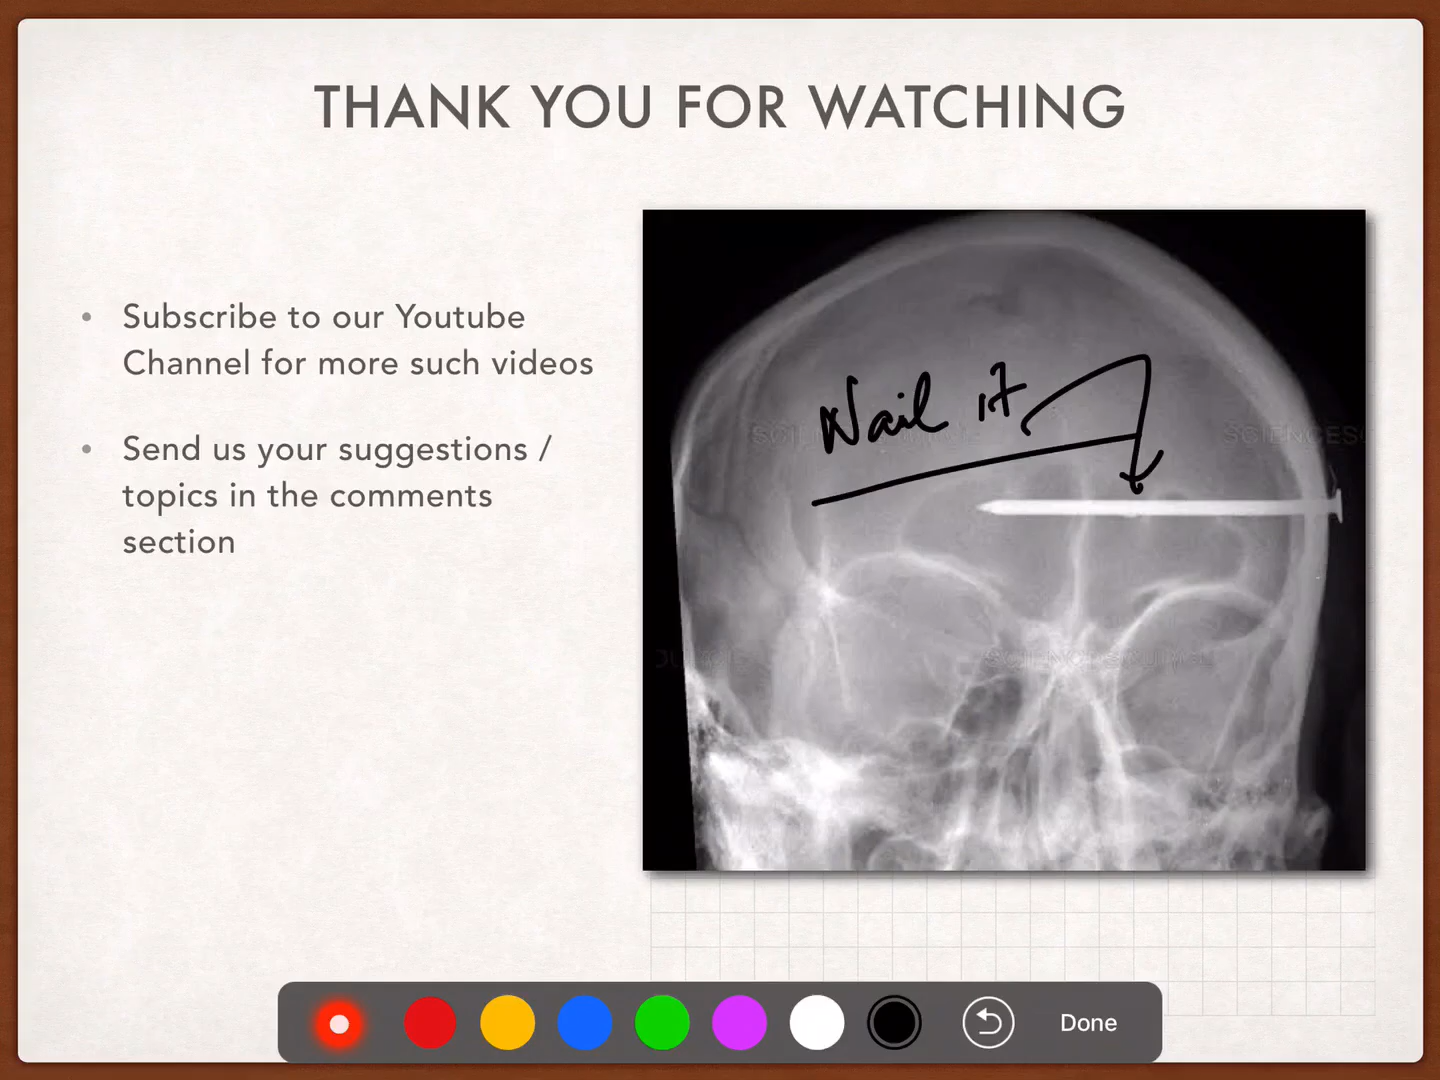 THANK YOU FOR WATCHING
• Subscribe to our Youtube
Channel for more such videos
• Send us your suggestions /
topics in the comments
section
Nail it
Done